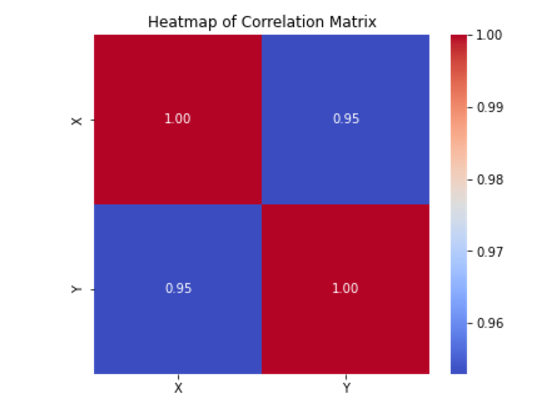 Heatmap of Correlation Matrix
X
1.00
0.95
Y
0.95
1.00
X
Y
1.00
0.99
0.98
0.97
0.96